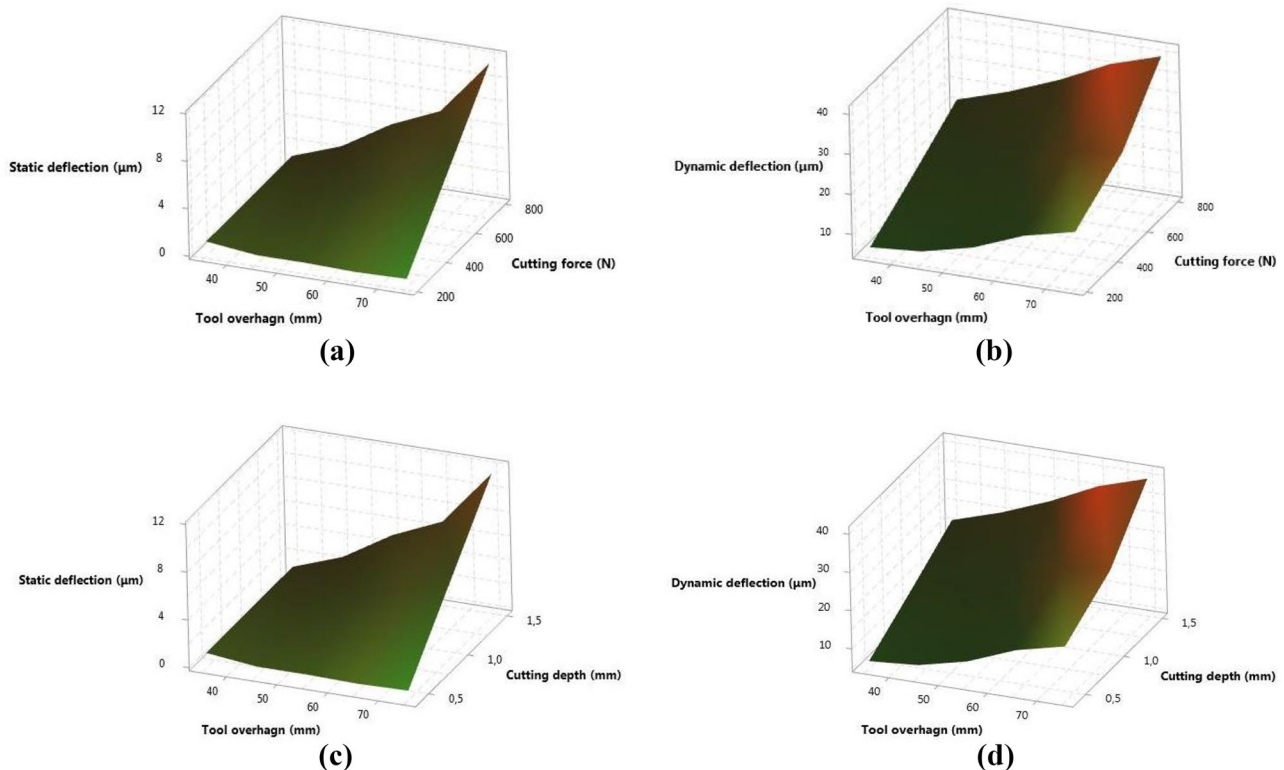 12
8
4
0
Static deflection (µm)
40
50
60
70
Tool overhagn (mm)
200
400
600
800
Cutting force (N)
(a)
40
30
20
10
Dynamic deflection (µm)
40
50
60
70
Tool overhagn (mm)
200
400
600
800
Cutting force (N)
(b)
12
8
4
0
Static deflection (µm)
40
50
60
70
Tool overhagn (mm)
0,5
1,0
1,5
Cutting depth (mm)
(c)
40
30
20
10
Dynamic deflection (µm)
40
50
60
70
Tool overhagn (mm)
0,5
1,0
1,5
Cutting depth (mm)
(d)